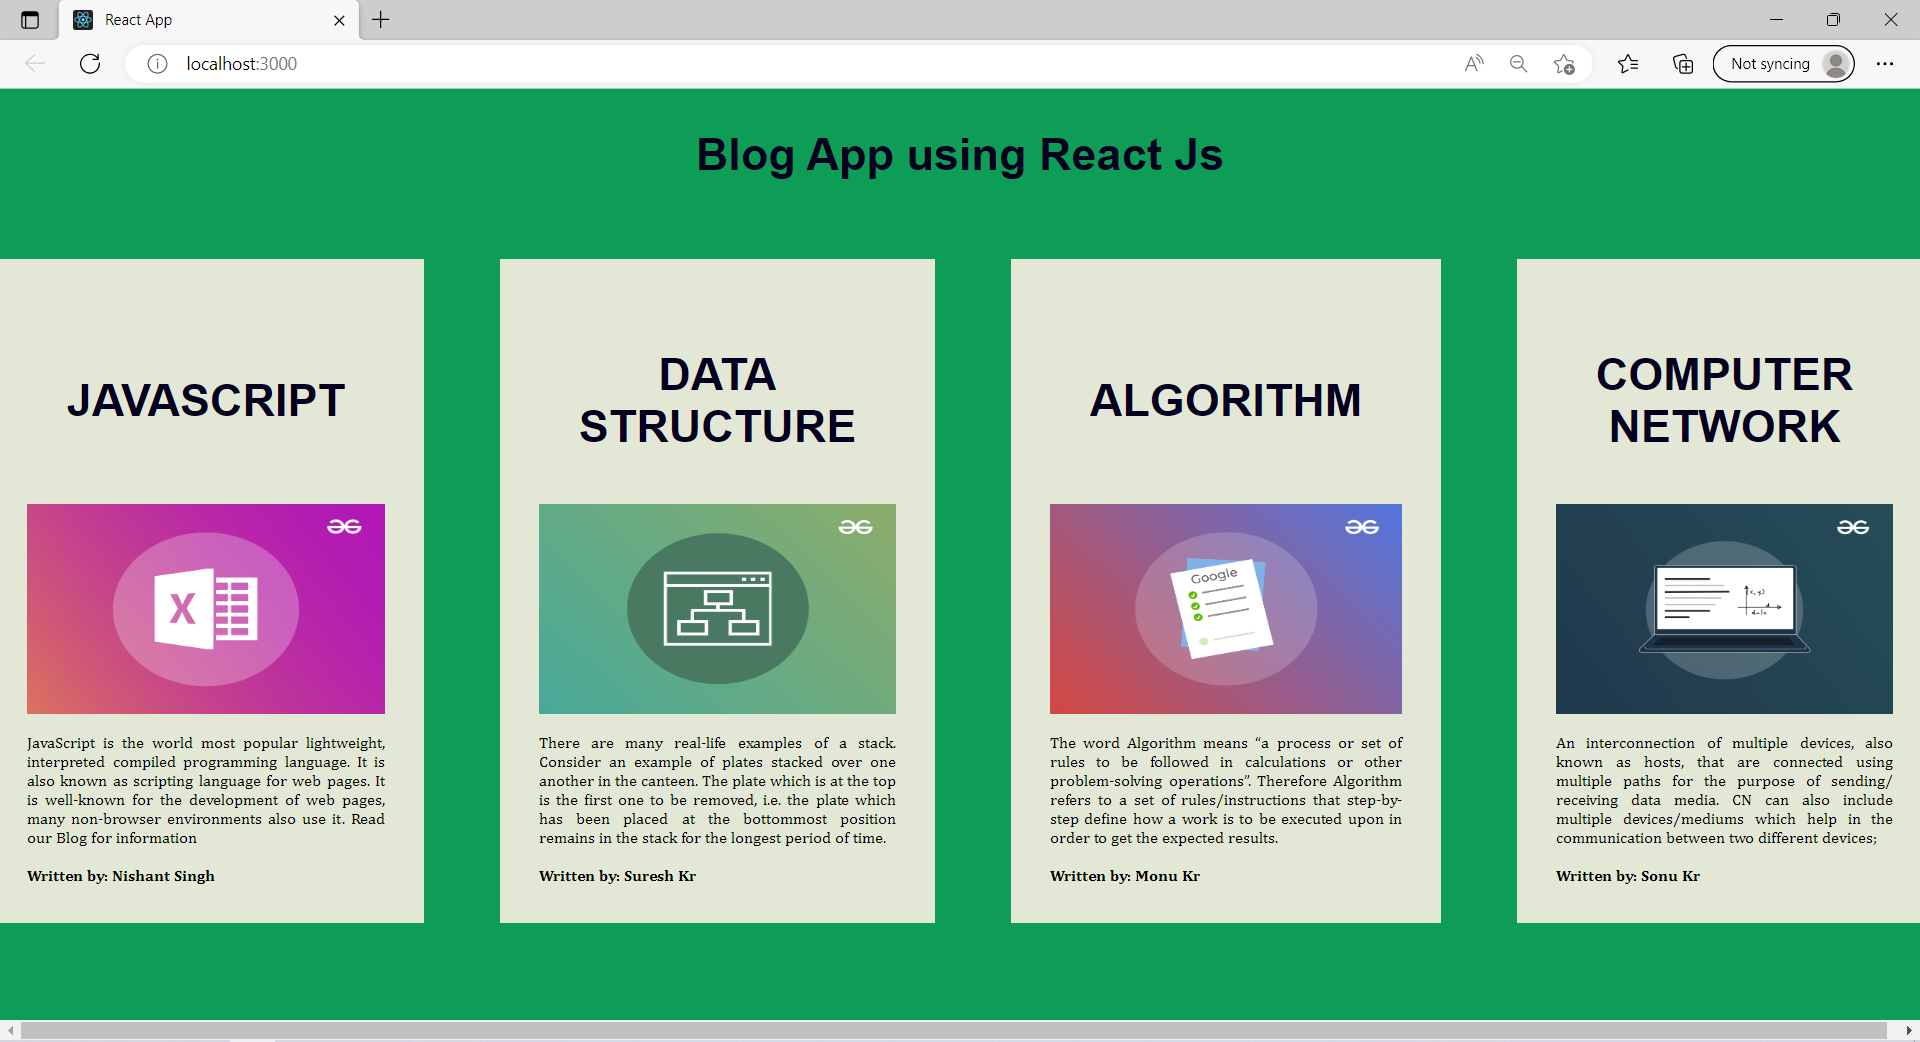 React App
localhost:3000
Not syncing
Blog App using React Js
JAVASCRIPT
JavaScript is the world most popular lightweight,
interpreted compiled programming language. It is
also known as scripting language for web pages. It
is well-known for the development of web pages,
many non-browser environments also use it. Read
our Blog for information
Written by: Nishant Singh
DATA
STRUCTURE
There are many real-life examples of a stack.
Consider an example of plates stacked over one
another in the canteen. The plate which is at the top
is the first one to be removed, i.e. the plate which
has been placed at the bottommost position
remains in the stack for the longest period of time.
Written by: Suresh Kr
ALGORITHM
Google
The word Algorithm means “a process or set of
rules to be followed in calculations or other
problem-solving operations”. Therefore Algorithm
refers to a set of rules/instructions that step-by-
step define how a work is to be executed upon in
order to get the expected results.
Written by: Monu Kr
COMPUTER
NETWORK
(x, y)
An interconnection of multiple devices, also
known as hosts, that are connected using
multiple paths for the purpose of sending/
receiving data media. CN can also include
multiple devices/mediums which help in the
communication between two different devices;
Written by: Sonu Kr